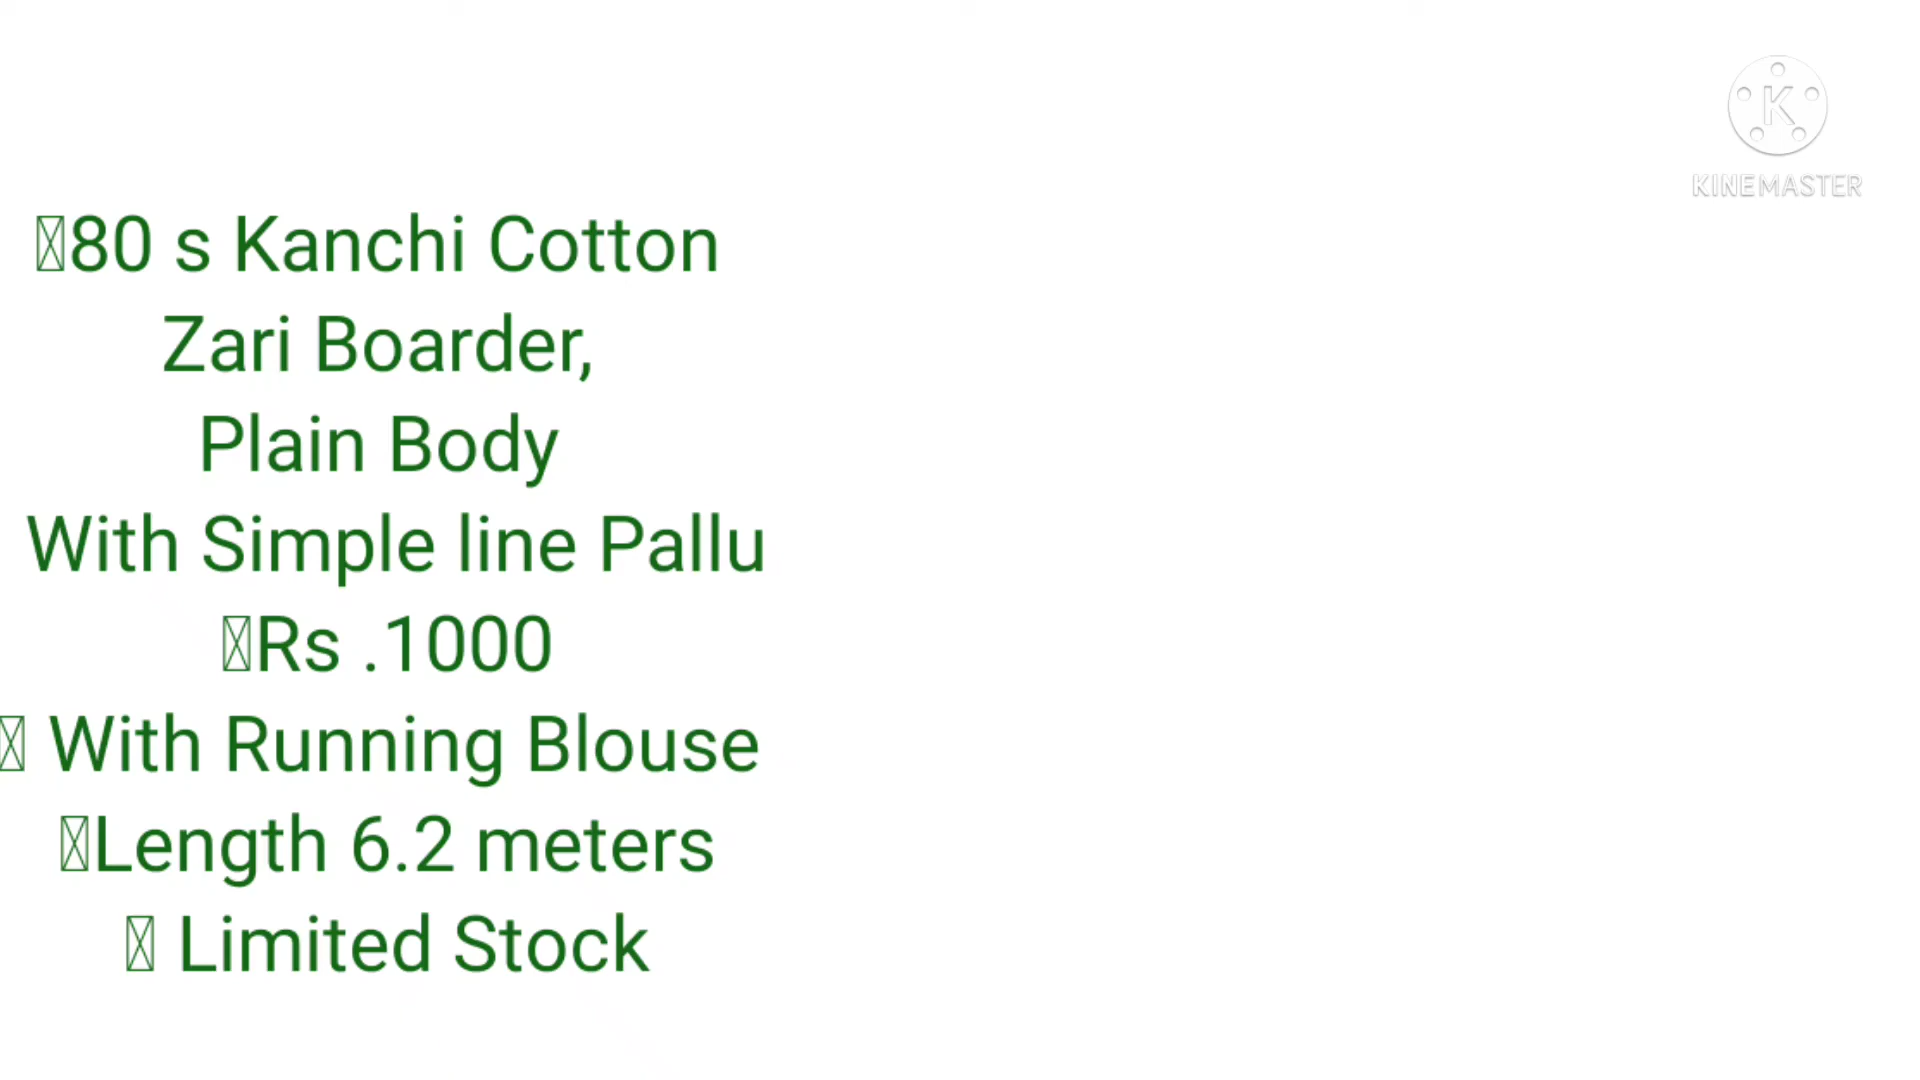 80 s Kanchi Cotton
Zari Boarder,
Plain Body
With Simple line Pallu
Rs .1000
With Running Blouse
Length 6.2 meters
Limited Stock
K
KINEMASTER